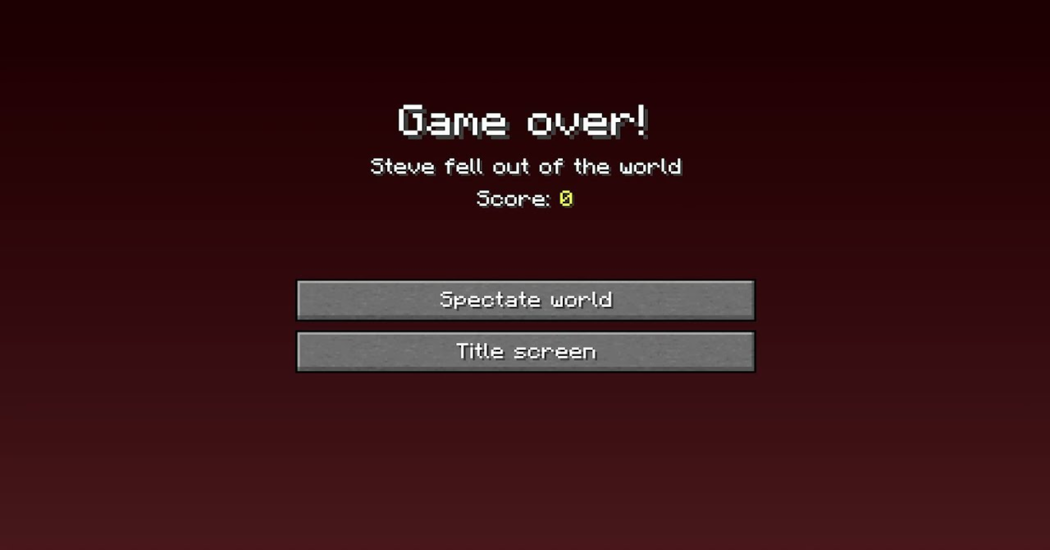 Game over!
Steve fell out of the world
Score: 0
Spectate world
Title screen